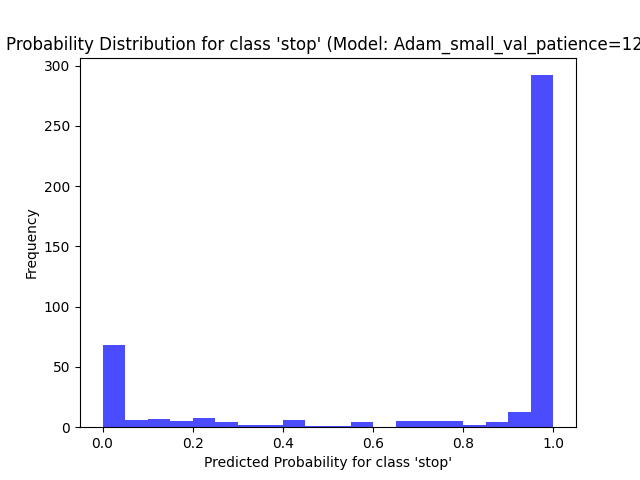 Probability Distribution for class 'stop' (Model: Adam_small_val_patience=12
300
250
200
150
100
50
0
Frequency
0.0 0.2 0.4 0.6 0.8 1.0
Predicted Probability for class 'stop'